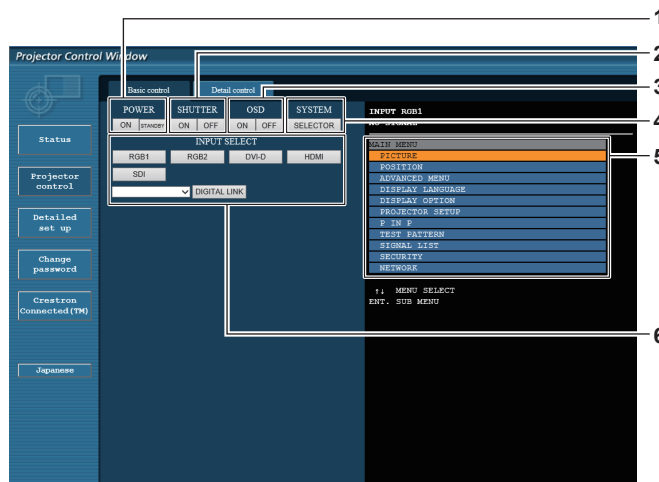 1
Projector Control Window
2
3
Basic control
Detail control
POWER
SHUTTER
OSD
SYSTEM
4
ON STANDBY
ON OFF
ON OFF
SELECTOR
INPUT SELECT
RGB1
RGB2
DVI-D
HDMI
SDI
DIGITAL LINK
Status
Projector
control
Detailed
set up
Change
password
Crestron
Connected(TM)
Japanese
INPUT RGB1
NO SIGNAL
MAIN MENU
5
PICTURE
POSITION
ADVANCED MENU
DISPLAY LANGUAGE
DISPLAY OPTION
PROJECTOR SETUP
P IN P
TEST PATTERN
SIGNAL LIST
SECURITY
NETWORK
↑↓ MENU SELECT
ENT. SUB MENU
6